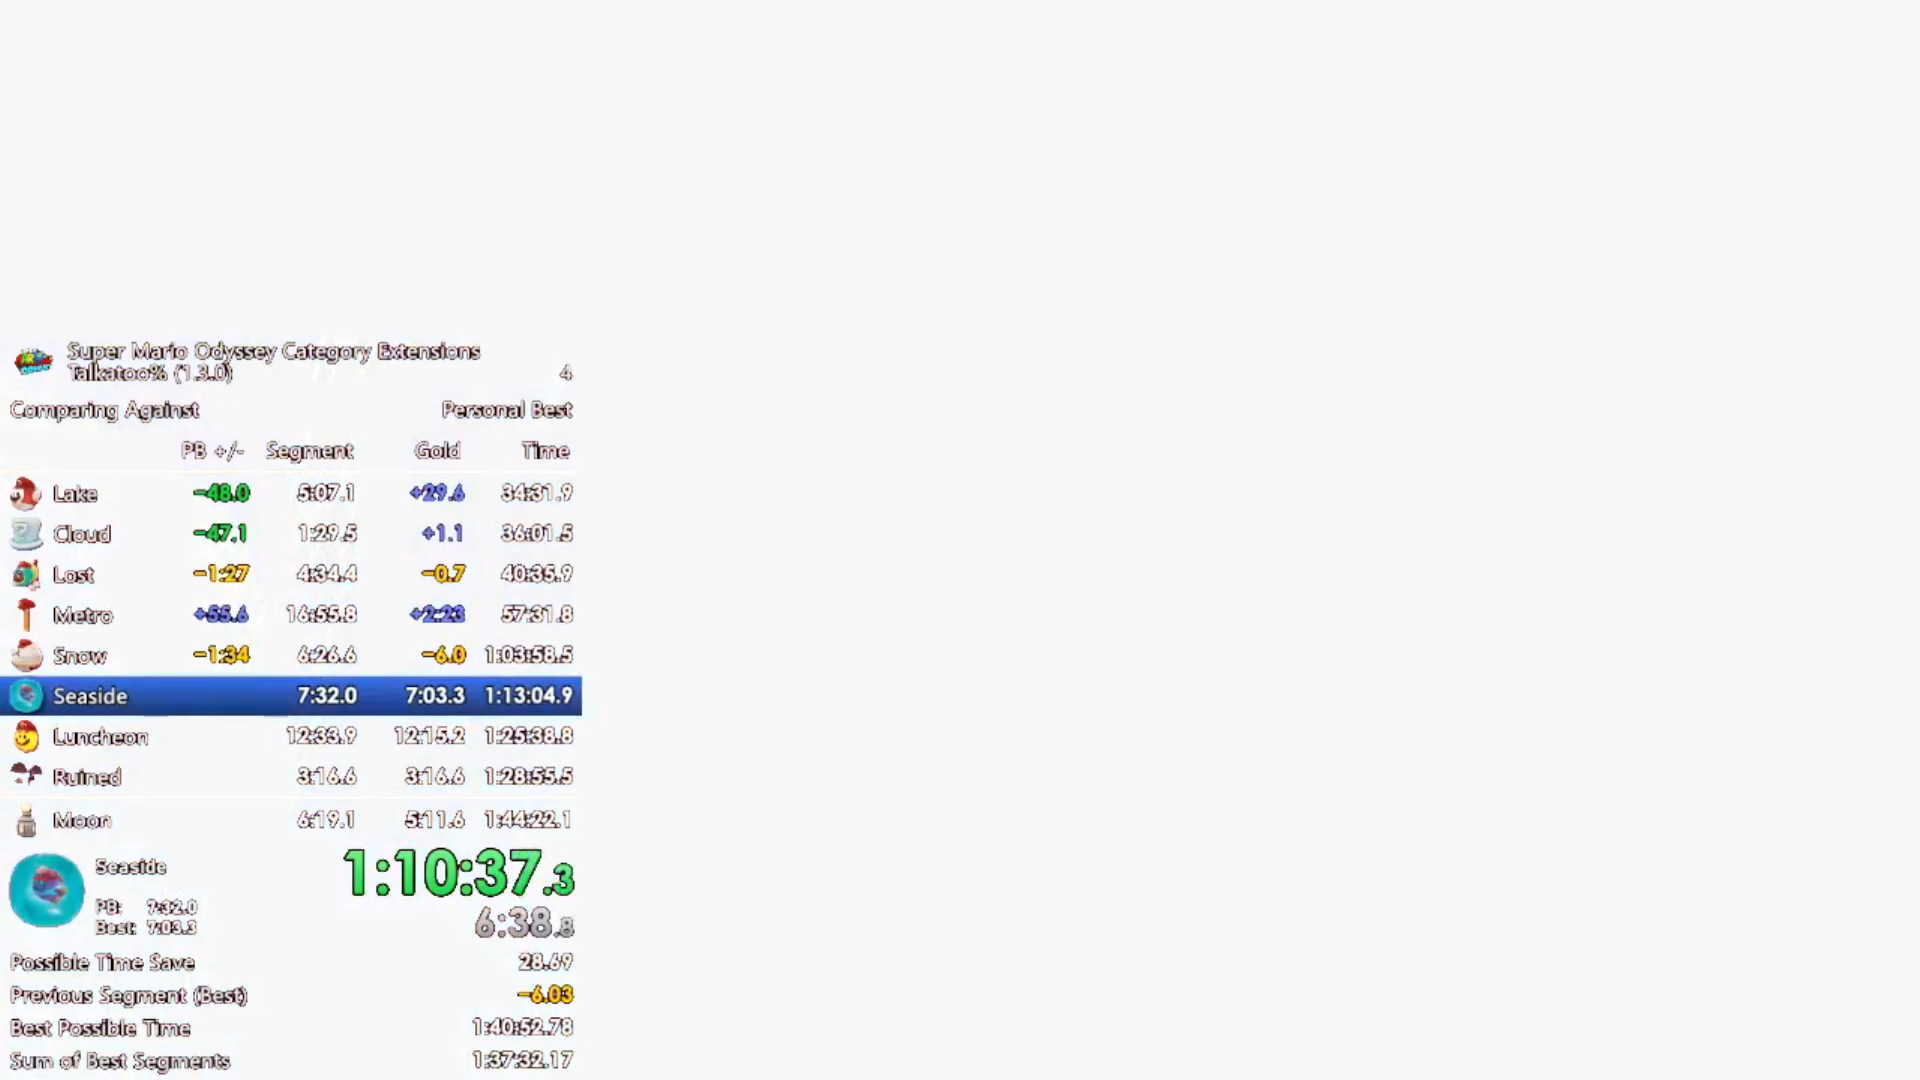 Super Mario Odyssey Category Extensions
Talkatoo% (1.3.0) 4
Comparing Against Personal Best
PB +/- Segment Gold Time
Lake -48.0 5:07.1 +29.6 34:31.9
Cloud -47.1 1:29.5 +1.1 36:01.5
Lost -1:27 4:34.4 -0.7 40:35.9
Metro +55.6 16:55.8 +2:23 57:31.8
Snow -1:34 6:26.6 -6.0 1:03:58.5
Seaside 7:32.0 7:03.3 1:13:04.9
Luncheon 12:33.9 12:15.2 1:25:38.8
Ruined 3:16.6 3:16.6 1:28:55.5
Moon 6:19.1 5:11.6 1:44:22.1
Seaside 1:10:37.3
PB: 7:32.0 6:38.8
Best: 7:03.3
Possible Time Save 28.69
Previous Segment (Best) -6.03
Best Possible Time 1:40:52.78
Sum of Best Segments 1:37:32.17